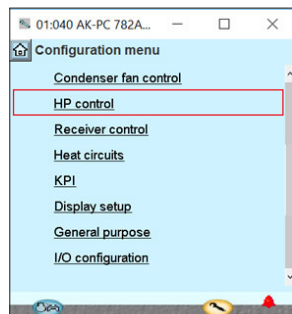 01:040 AK-PC 782A...
Configuration menu
Condenser fan control
HP control
Receiver control
Heat circuits
KPI
Display setup
General purpose
I/O configuration